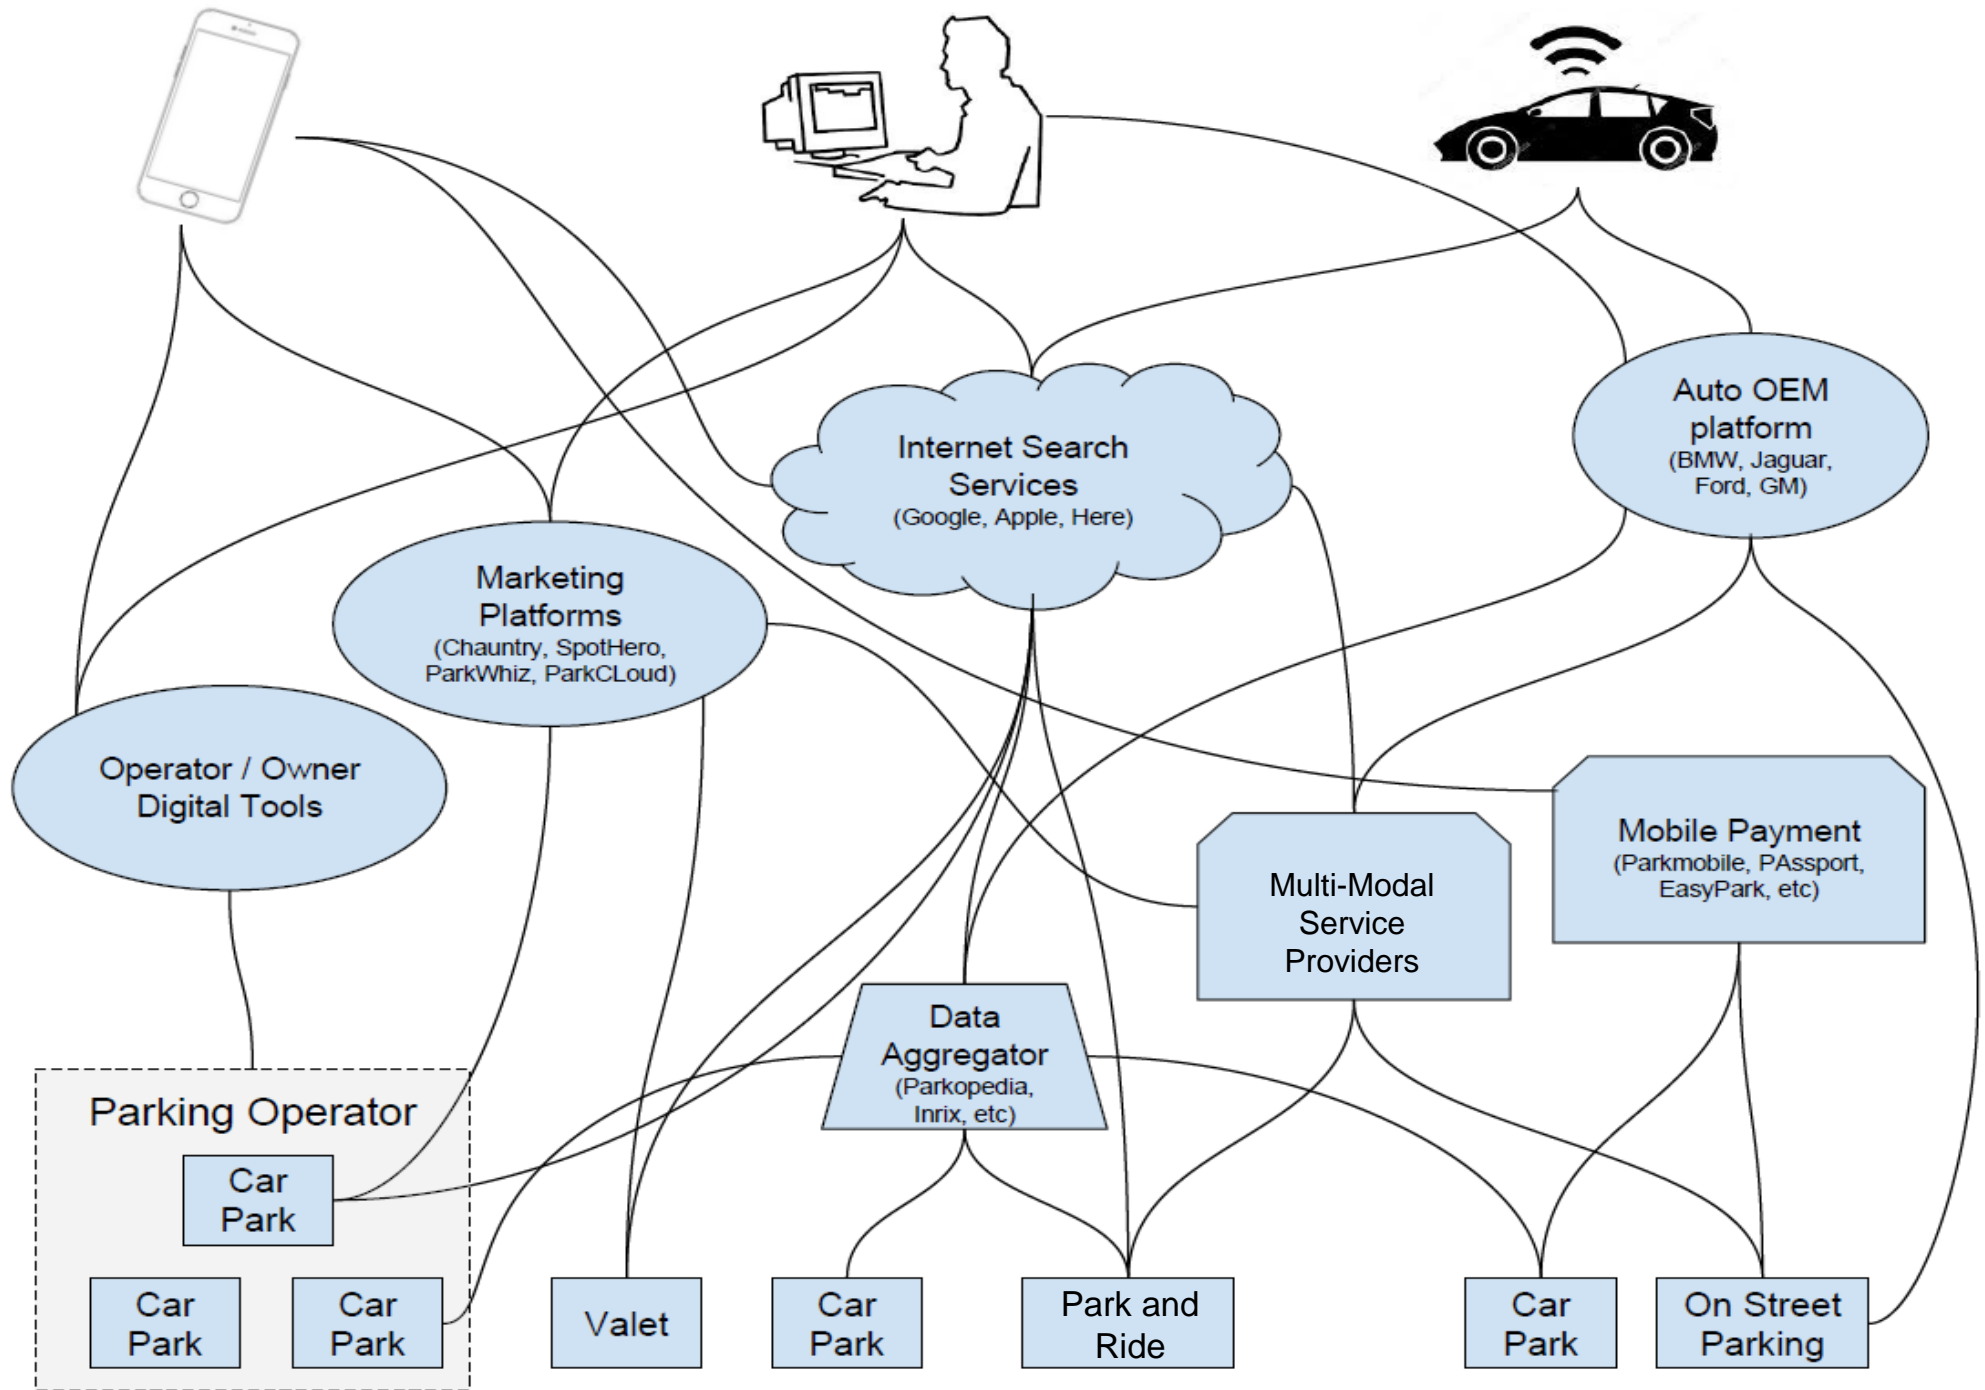 Internet Search
Services
(Google, Apple, Here)
Auto OEM
platform
(BMW, Jaguar,
Ford, GM)
Marketing
Platforms
(Chauntry, SpotHero,
ParkWhiz, ParkCLoud)
Operator / Owner
Digital Tools
Mobile Payment
(Parkmobile, PAssport,
EasyPark, etc)
Multi-Modal
Service
Providers
Data
Aggregator
(Parkopedia,
Inrix, etc)
Parking Operator
Car
Park
Car
Park
Car
Park
Valet
Car
Park
Park and
Ride
Car
Park
On Street
Parking